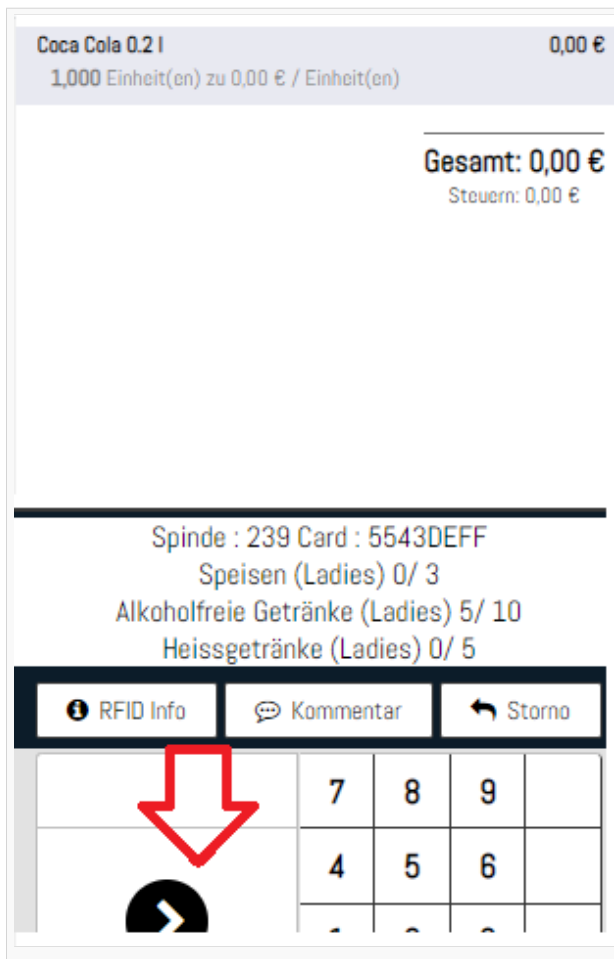 Coca Cola 0.2 l 0,00 €
1,000 Einheit(en) zu 0,00 € / Einheit(en)
Gesamt: 0,00 €
Steuern: 0,00 €
Spinde : 239 Card : 5543DEFF
Speisen (Ladies) 0/ 3
Alkoholfreie Getränke (Ladies) 5/ 10
Heissgetränke (Ladies) 0/ 5
RFID Info Kommentar Storno
7 8 9
4 5 6